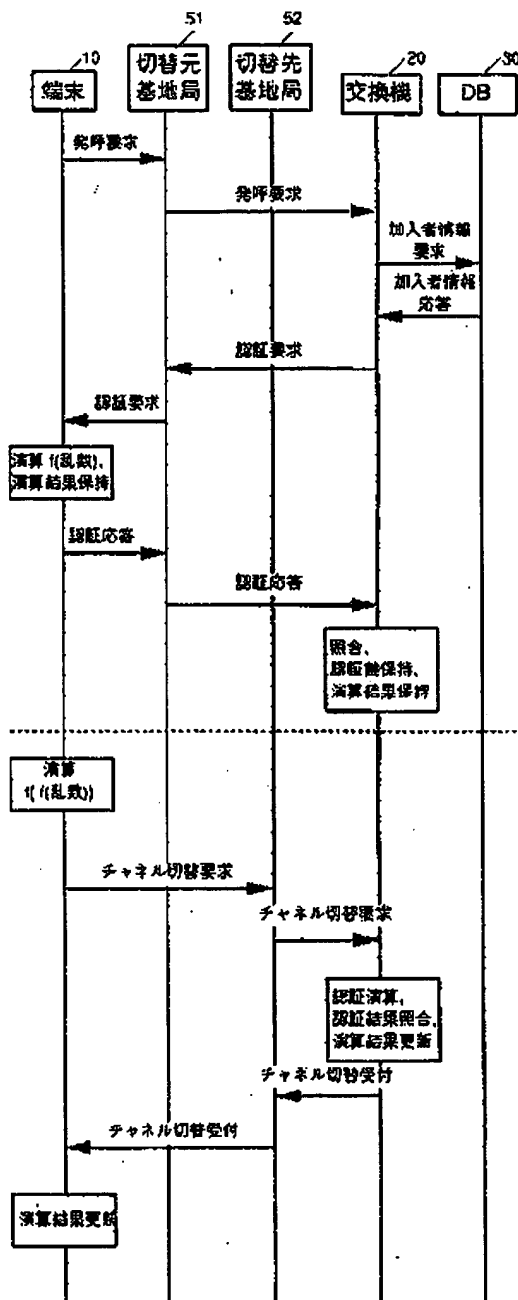 51
52
10
20
30
端末
切替元
基地局
切替先
基地局
交換機
DB
発呼要求
発呼要求
加入者情報
要求
加入者情報
応答
認証要求
認証要求
演算 f(乱数)、
演算結果保持
認証応答
認証応答
照合、
認証鍵保持、
演算結果保持
演算
f( f(乱数))
チャネル切替要求
チャネル切替要求
認証演算、
認証結果照合、
演算結果更新
チャネル切替受付
チャネル切替受付
演算結果更新